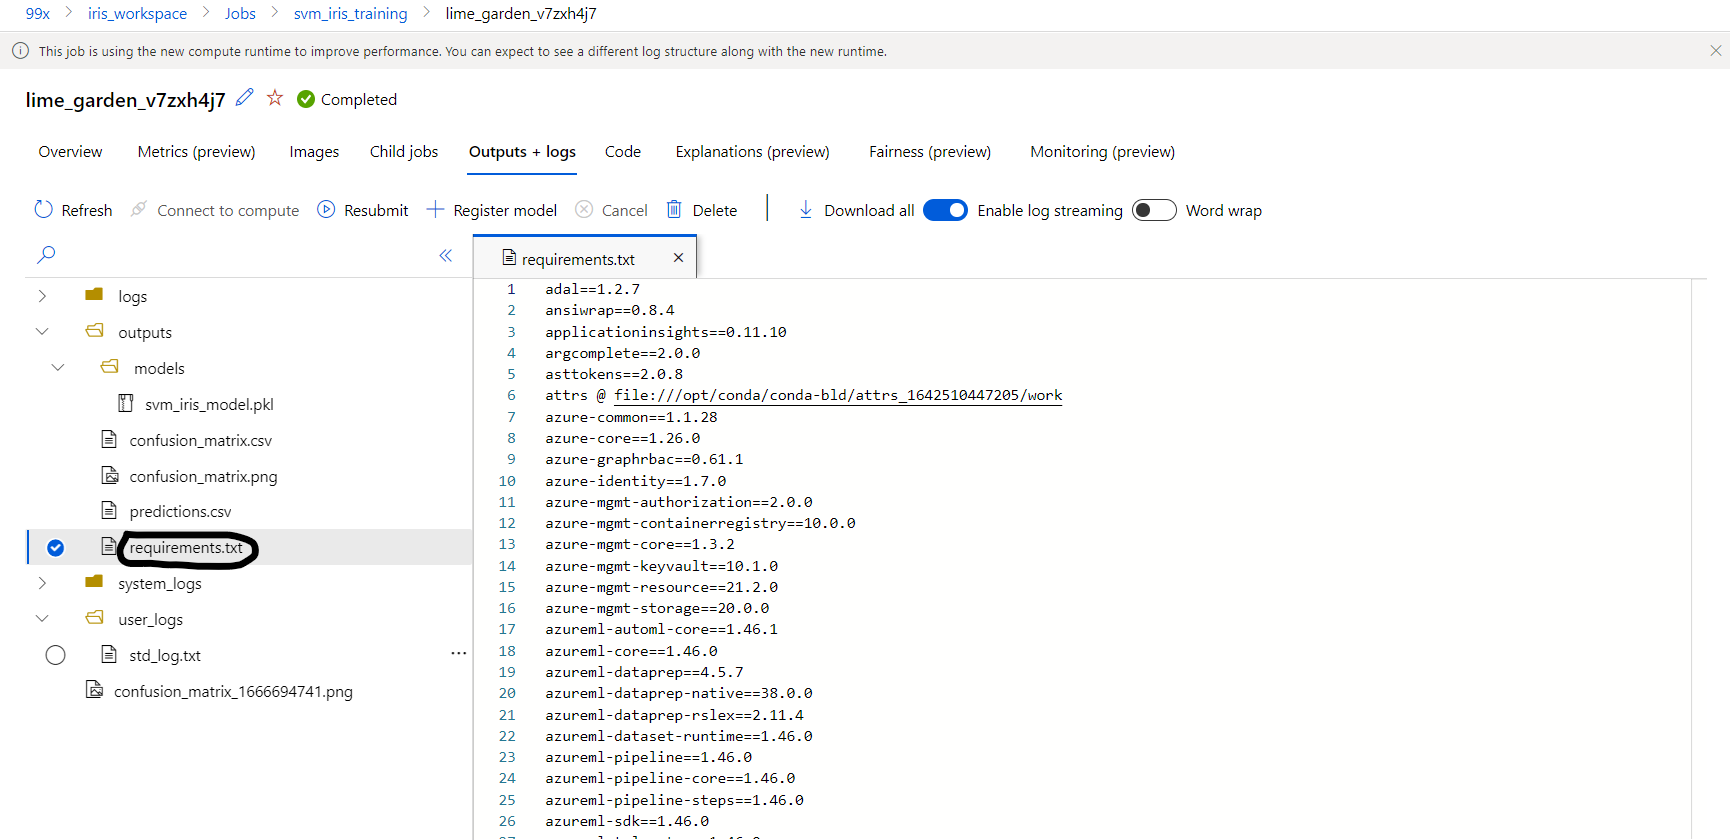 99x > iris_workspace > Jobs > svm_iris_training > lime_garden_v7zxh4j7
This job is using the new compute runtime to improve performance. You can expect to see a different log structure along with the new runtime.
lime_garden_v7zxh4j7 Completed
Overview Metrics (preview) Images Child jobs Outputs + logs Code Explanations (preview) Fairness (preview) Monitoring (preview)
Refresh Connect to compute Resubmit Register model Cancel Delete Download all Enable log streaming Word wrap
logs
outputs
models
svm_iris_model.pkl
confusion_matrix.csv
confusion_matrix.png
predictions.csv
requirements.txt
system_logs
user_logs
std_log.txt
confusion_matrix_1666694741.png
requirements.txt
1 adal==1.2.7
2 ansiwrap==0.8.4
3 applicationinsights==0.11.10
4 argcomplete==2.0.0
5 asttokens==2.0.8
6 attrs @ file:///opt/conda/conda-bld/attrs_1642510447205/work
7 azure-common==1.1.28
8 azure-core==1.26.0
9 azure-graphrbac==0.61.1
10 azure-identity==1.7.0
11 azure-mgmt-authorization==2.0.0
12 azure-mgmt-containerregistry==10.0.0
13 azure-mgmt-core==1.3.2
14 azure-mgmt-keyvault==10.1.0
15 azure-mgmt-resource==21.2.0
16 azure-mgmt-storage==20.0.0
17 azureml-automl-core==1.46.1
18 azureml-core==1.46.0
19 azureml-dataprep==4.5.7
20 azureml-dataprep-native==38.0.0
21 azureml-dataprep-rslex==2.11.4
22 azureml-dataset-runtime==1.46.0
23 azureml-pipeline==1.46.0
24 azureml-pipeline-core==1.46.0
25 azureml-pipeline-steps==1.46.0
26 azureml-sdk==1.46.0